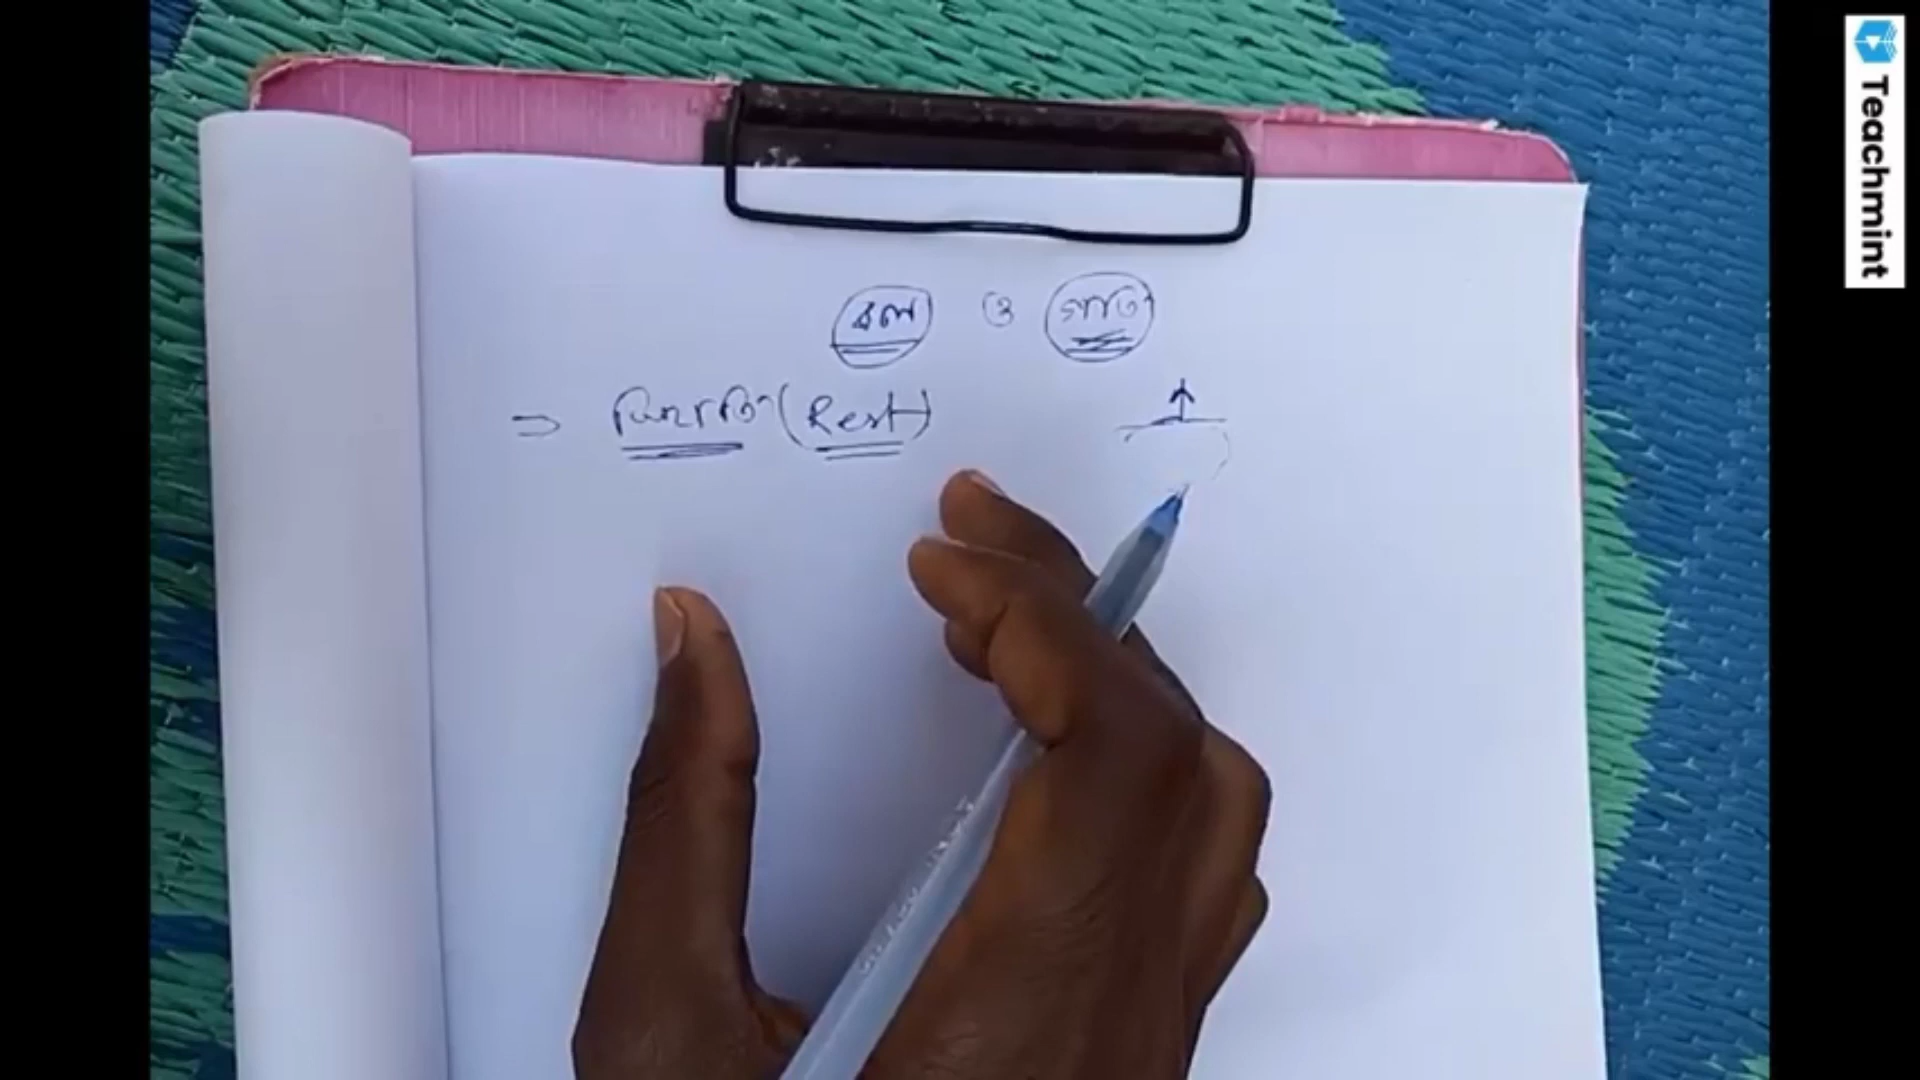 বল ও গতি
⇒ স্থিতি (Rest)
Teachmint